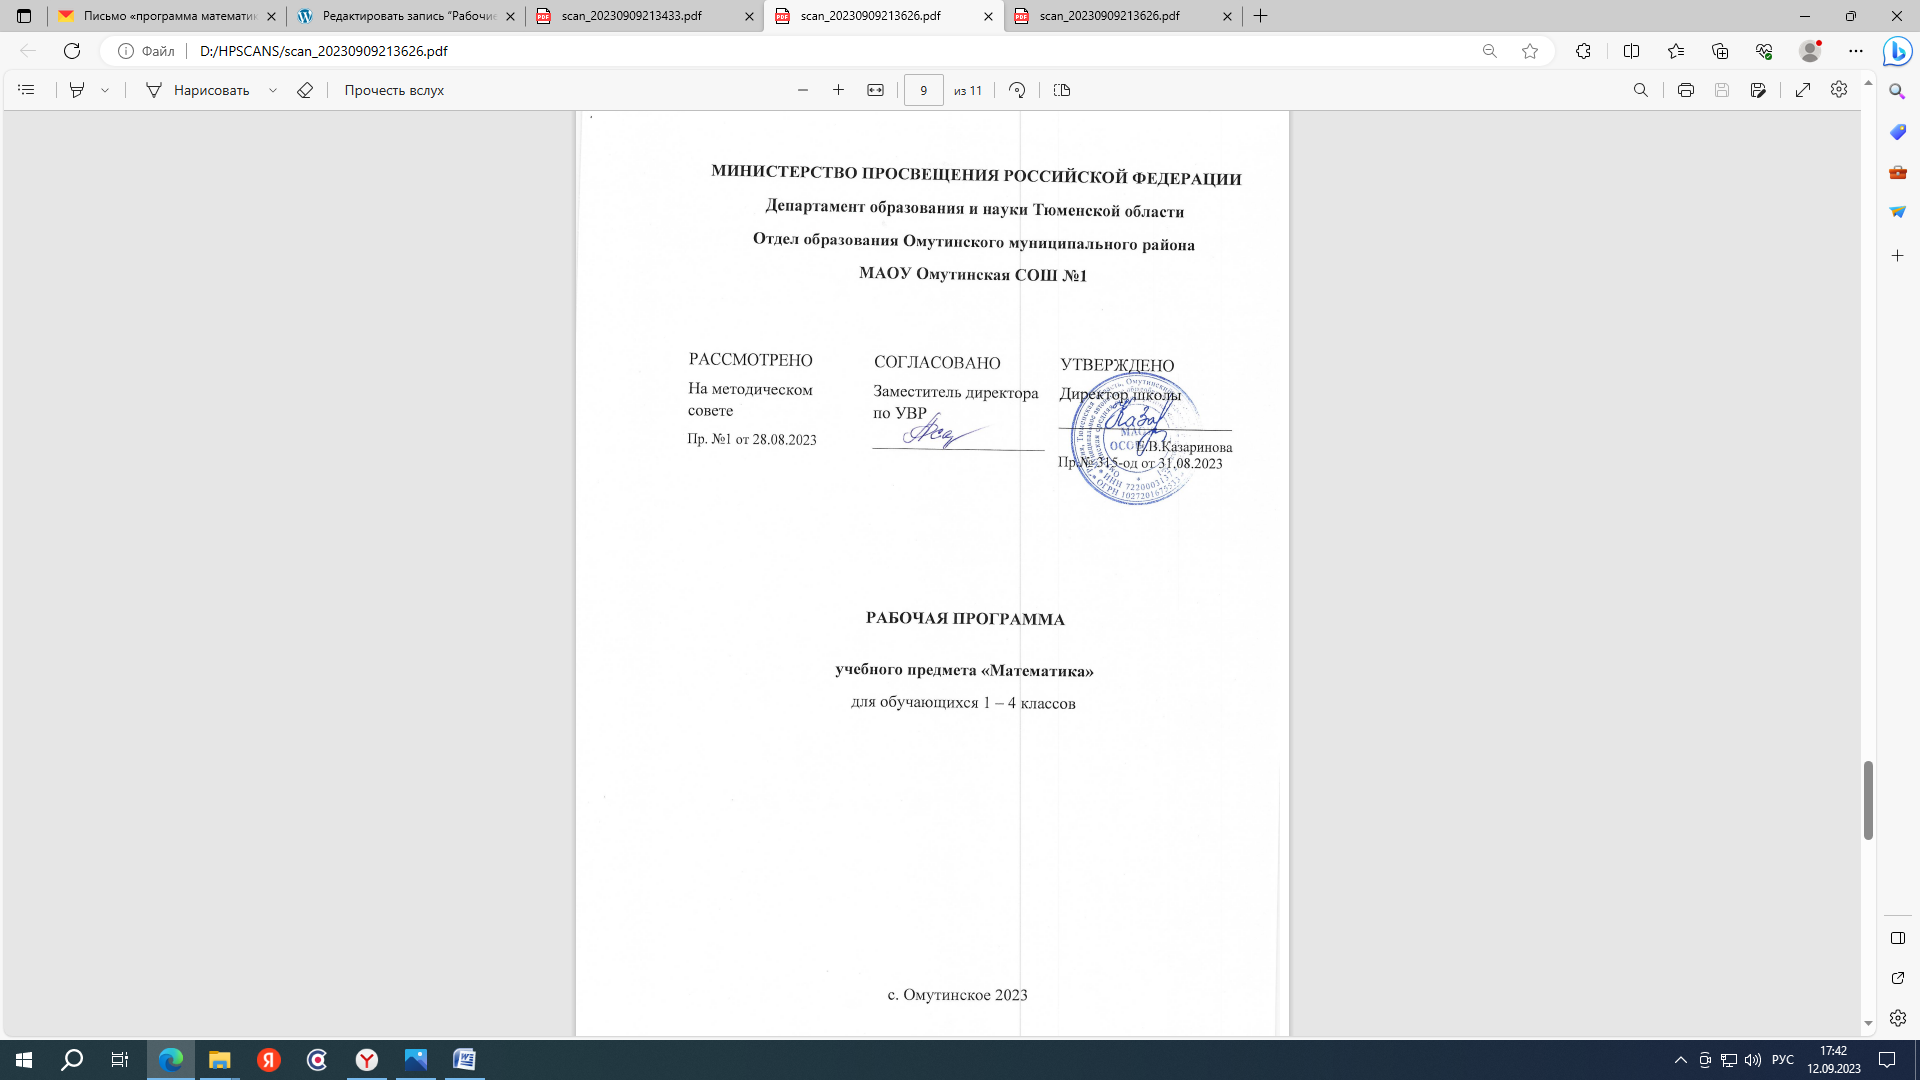 Письмо «программа математик
Редактировать запись "Рабочие
scan_20230909213433.pdf
scan_20230909213626.pdf
scan_20230909213626.pdf
Файл
D:/HPSCANS/scan_20230909213626.pdf
Нарисовать
Прочесть вслух
9
из 11
МИНИСТЕРСТВО ПРОСВЕЩЕНИЯ РОССИЙСКОЙ ФЕДЕРАЦИИ
Департамент образования и науки Тюменской области
Отдел образования Омутинского муниципального района
МАОУ Омутинская СОШ №1
РАССМОТРЕНО
На методическом
совете
Пр. №1 от 28.08.2023
СОГЛАСОВАНО
Заместитель директора
по УВР
УТВЕРЖДЕНО
Директор школы
Е.В.Казаринова
Пр.№ 315-од от 31.08.2023
РАБОЧАЯ ПРОГРАММА
учебного предмета «Математика»
для обучающихся 1 – 4 классов
с. Омутинское 2023
РУС
17:42
12.09.2023